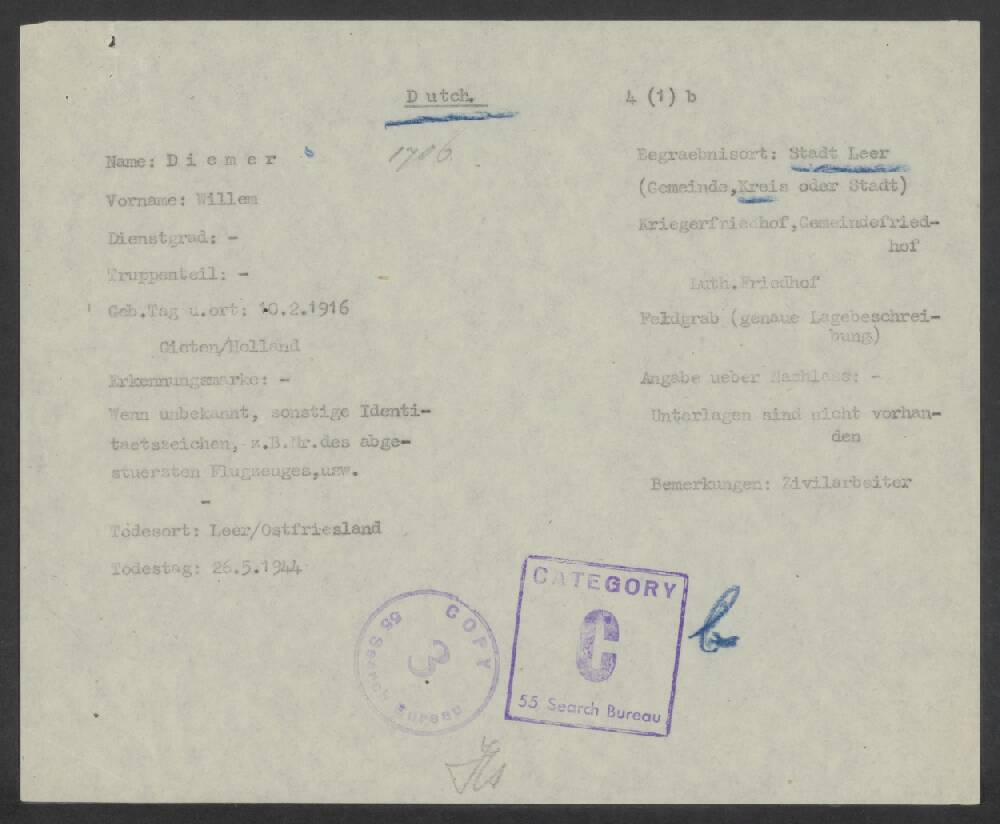 Dutch.
4 (1) b
1706
Name: Diemer
Vorname: Willem
Dienstgrad: -
Truppenteil: -
Geb.Tag u.ort: 10.2.1916
Gieten/Holland
Erkennungsmarke: -
Wenn unbekannt, sonstige Identi-
taetszeichen, z.B.Nr.des abge-
stuerzten Flugzeuges,usw.
-
Todesort: Leer/Ostfriesland
Todestag: 26.5.1944
Begraebnisort: Stadt Leer
(Gemeinde,Kreis oder Stadt)
Kriegerfriedhof,Gemeindefried-
hof
Luth.Friedhof
Feldgrab (genaue Lagebeschrei-
bung)
Angabe ueber Nachlass: -
Unterlagen sind nicht vorhan-
den
Bemerkungen: Zivilarbeiter
COPY
3
55 Search Bureau
CATEGORY
C
55 Search Bureau
b